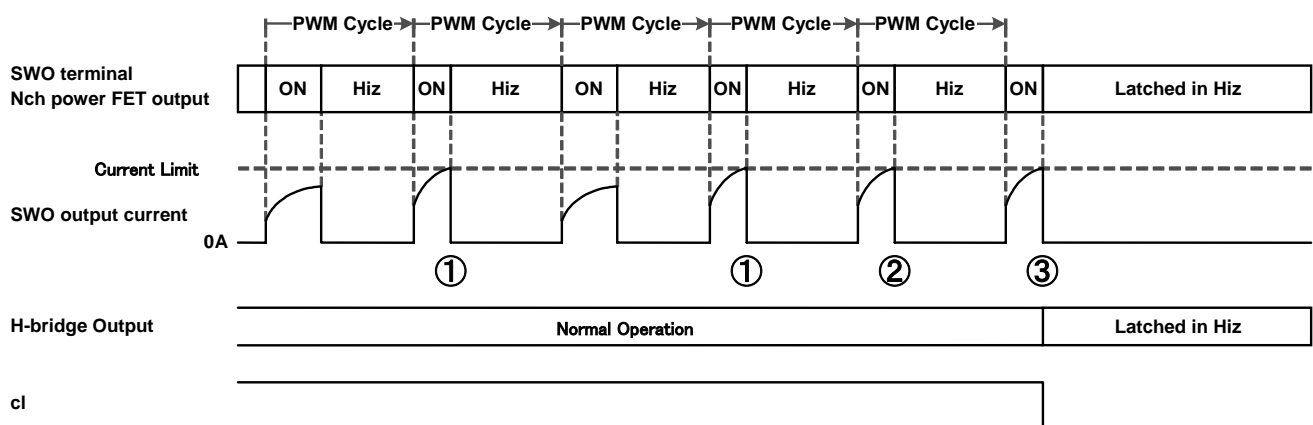 PWM Cycle PWM Cycle PWM Cycle PWM Cycle PWM Cycle
SWO terminal
Nch power FET output
ON Hiz ON Hiz ON Hiz ON Hiz ON Hiz ON Latched in Hiz
Current Limit
SWO output current
0A
① ① ② ③
H-bridge Output Normal Operation Latched in Hiz
cl